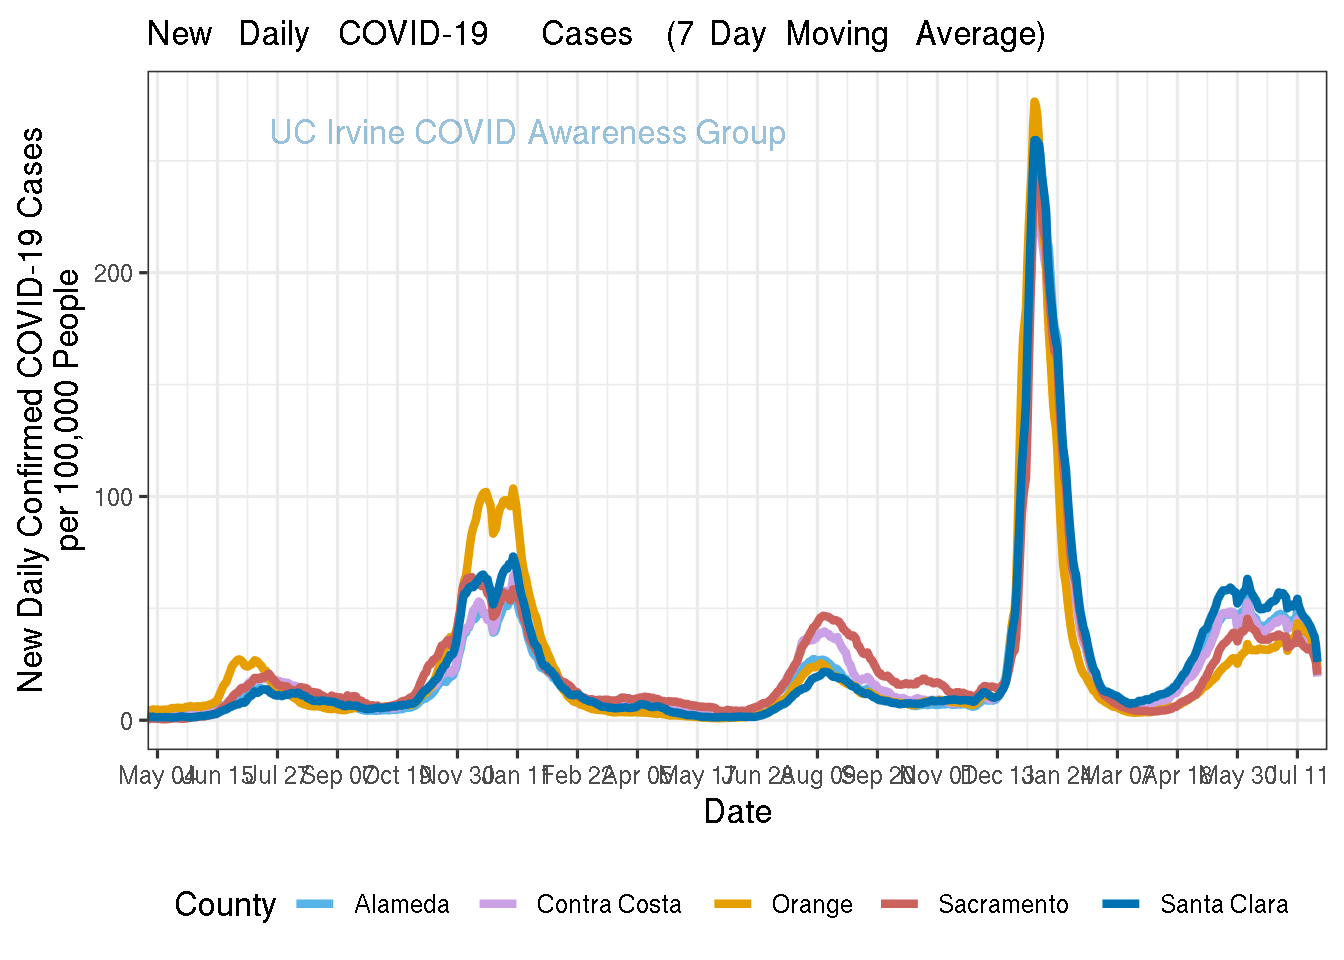 New Daily COVID-19 Cases (7 Day Moving Average)
UC Irvine COVID Awareness Group
New Daily Confirmed COVID-19 Cases
per 100,000 People
200
100
0
May 04 Jun 15 Jul 27 Sep 07 Oct 19 Nov 30 Jan 11 Feb 22 Apr 05 May 17 Jun 28 Aug 09 Sep 20 Nov 01 Dec 13 Jan 24 Mar 07 Apr 18 May 30 Jul 11
Date
County Alameda Contra Costa Orange Sacramento Santa Clara